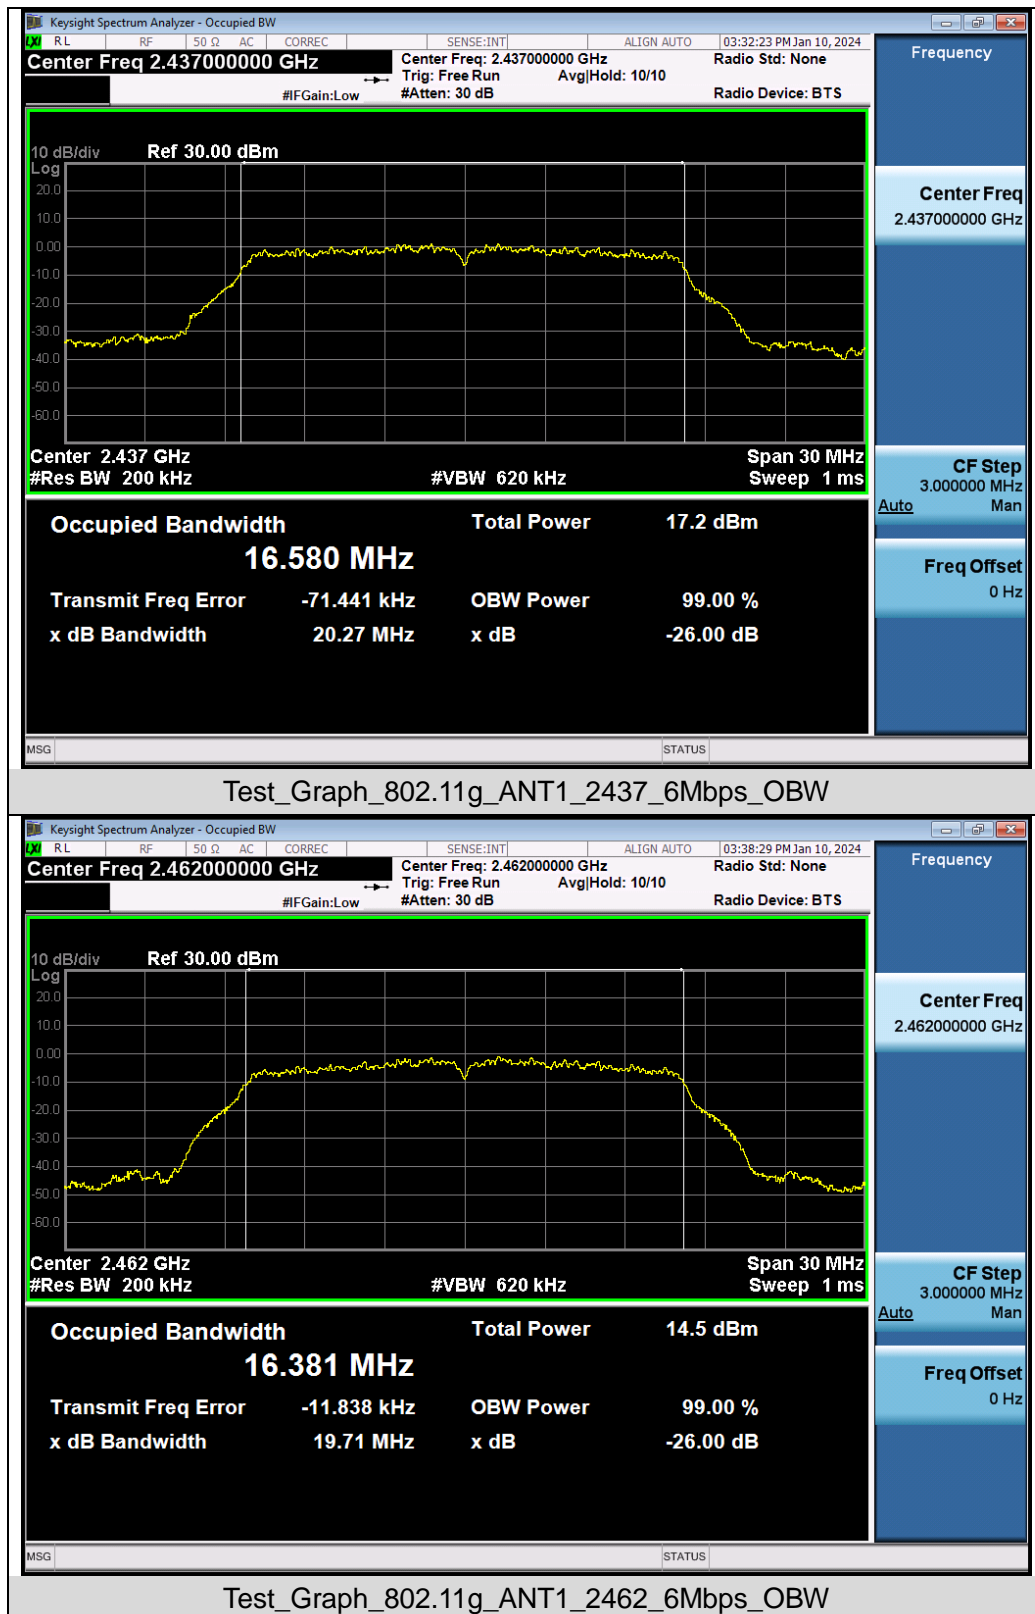 Keysight Spectrum Analyzer - Occupied BW
LXI RL RF 50 Ω AC CORREC SENSE:INT ALIGN AUTO 03:32:23 PM Jan 10, 2024
Center Freq 2.437000000 GHz
Center Freq: 2.437000000 GHz
Radio Std: None
Trig: Free Run Avg|Hold: 10/10
#IFGain:Low
#Atten: 30 dB
Radio Device: BTS
Frequency
10 dB/div Ref 30.00 dBm
Log
20.0
10.0
0.00
-10.0
-20.0
-30.0
-40.0
-50.0
-60.0
Center 2.437 GHz Span 30 MHz
#Res BW 200 kHz #VBW 620 kHz Sweep 1 ms
Center Freq
2.437000000 GHz
CF Step
3.000000 MHz
Auto Man
Freq Offset
0 Hz
Occupied Bandwidth Total Power 17.2 dBm
16.580 MHz
Transmit Freq Error -71.441 kHz OBW Power 99.00 %
x dB Bandwidth 20.27 MHz x dB -26.00 dB
MSG STATUS
Test_Graph_802.11g_ANT1_2437_6Mbps_OBW
Keysight Spectrum Analyzer - Occupied BW
LXI RL RF 50 Ω AC CORREC SENSE:INT ALIGN AUTO 03:38:29 PM Jan 10, 2024
Center Freq 2.462000000 GHz
Center Freq: 2.462000000 GHz
Radio Std: None
Trig: Free Run Avg|Hold: 10/10
#IFGain:Low
#Atten: 30 dB
Radio Device: BTS
Frequency
10 dB/div Ref 30.00 dBm
Log
20.0
10.0
0.00
-10.0
-20.0
-30.0
-40.0
-50.0
-60.0
Center 2.462 GHz Span 30 MHz
#Res BW 200 kHz #VBW 620 kHz Sweep 1 ms
Center Freq
2.462000000 GHz
CF Step
3.000000 MHz
Auto Man
Freq Offset
0 Hz
Occupied Bandwidth Total Power 14.5 dBm
16.381 MHz
Transmit Freq Error -11.838 kHz OBW Power 99.00 %
x dB Bandwidth 19.71 MHz x dB -26.00 dB
MSG STATUS
Test_Graph_802.11g_ANT1_2462_6Mbps_OBW